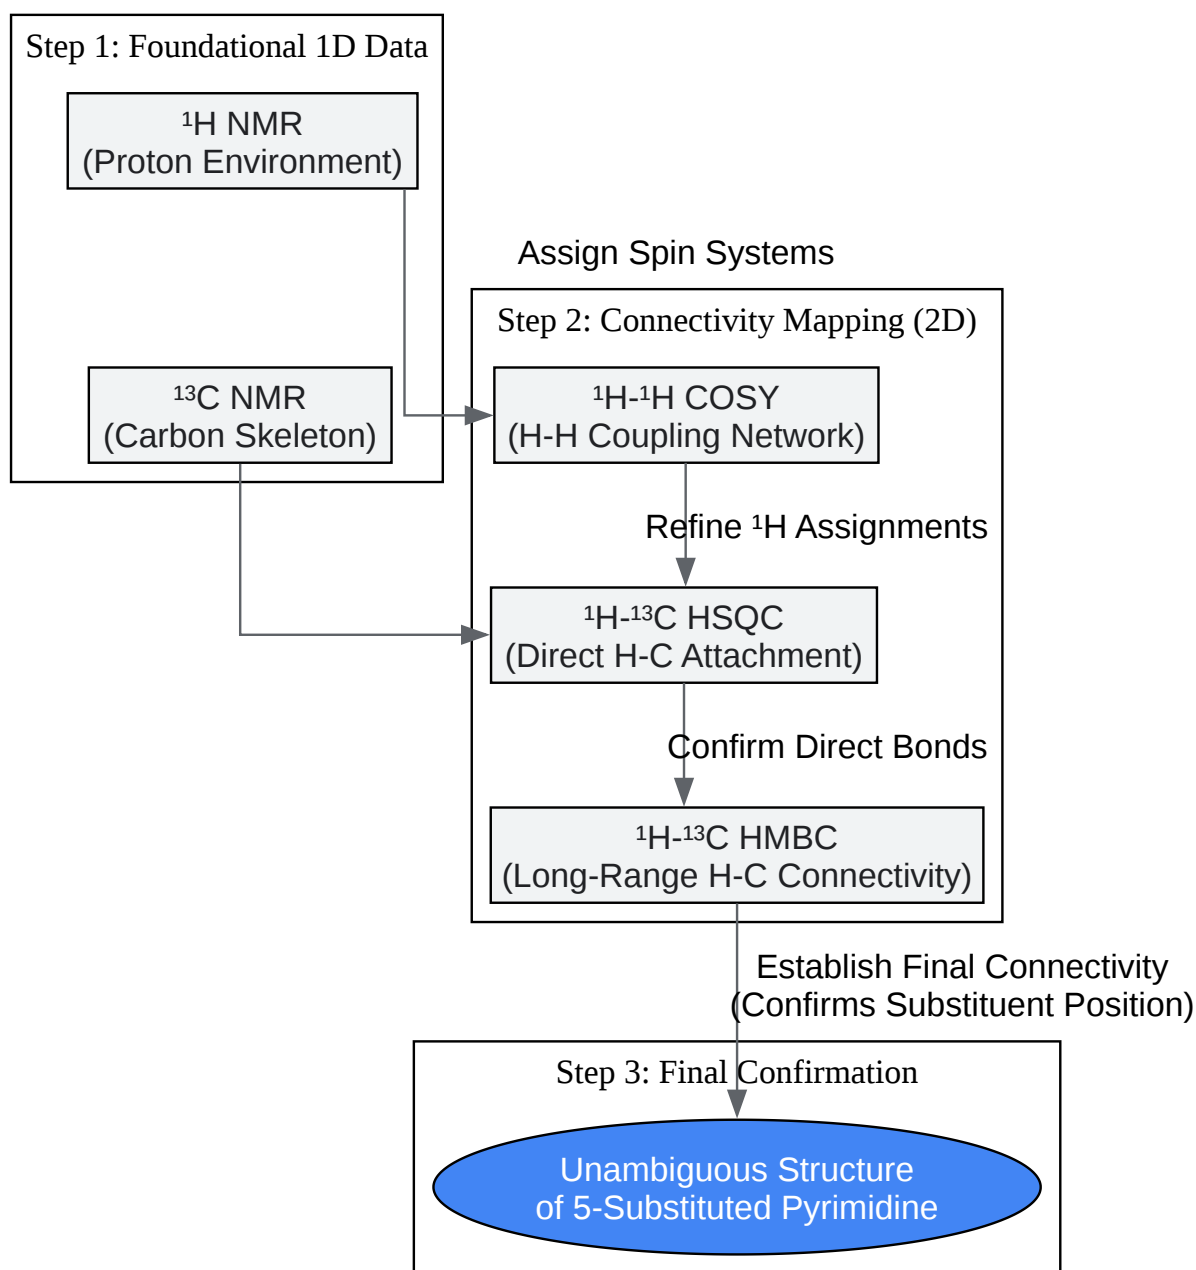 Step 1: Foundational 1D Data
¹H NMR
(Proton Environment)
¹³C NMR
(Carbon Skeleton)
Assign Spin Systems
Step 2: Connectivity Mapping (2D)
¹H-¹H COSY
(H-H Coupling Network)
Refine ¹H Assignments
¹H-¹³C HSQC
(Direct H-C Attachment)
Confirm Direct Bonds
¹H-¹³C HMBC
(Long-Range H-C Connectivity)
Establish Final Connectivity
(Confirms Substituent Position)
Step 3: Final Confirmation
Unambiguous Structure
of 5-Substituted Pyrimidine